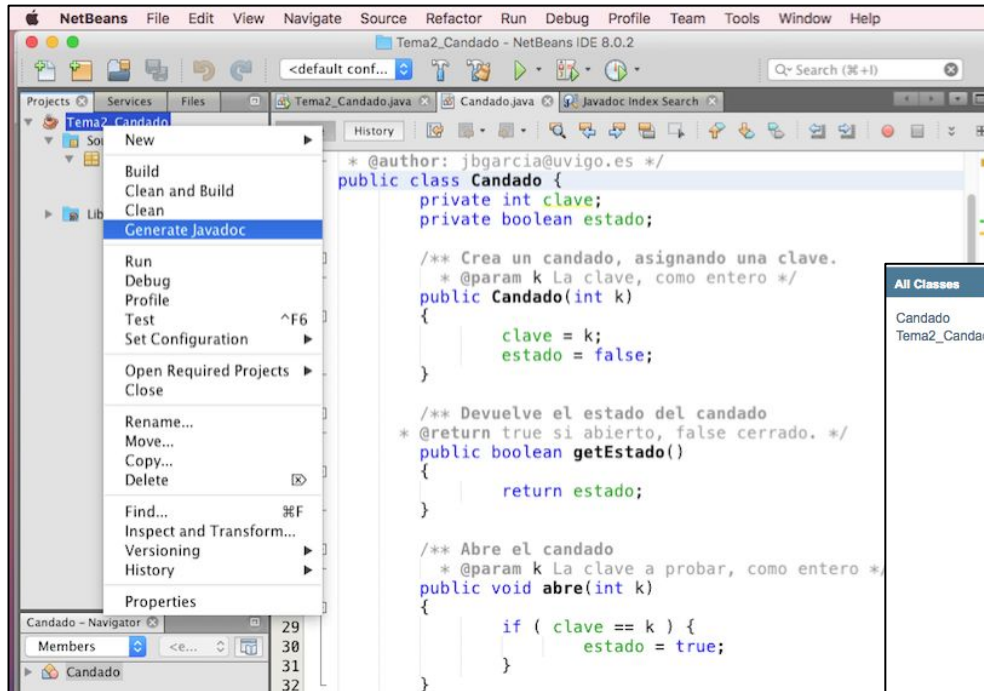 NetBeans File Edit View Navigate Source Refactor Run Debug Profile Team Tools Window Help
Tema2_Candado - NetBeans IDE 8.0.2
<default conf... Search (⌘+I)
Projects Services Files Tema2_Candado.java Candado.java Javadoc Index Search
Tema2_Candado
History
Sou
Lib
New
Build
Clean and Build
Clean
Generate Javadoc
Run
Debug
Profile
Test ^F6
Set Configuration
Open Required Projects
Close
Rename...
Move...
Copy...
Delete
Find... ⌘F
Inspect and Transform...
Versioning
History
Properties
Candado - Navigator
Members <e...
Candado
* @author: jbgarcia@uvigo.es */
public class Candado {
private int clave;
private boolean estado;
/** Crea un candado, asignando una clave.
* @param k La clave, como entero */
public Candado(int k)
{
clave = k;
estado = false;
}
/** Devuelve el estado del candado
* @return true si abierto, false cerrado. */
public boolean getEstado()
{
return estado;
}
/** Abre el candado
* @param k La clave a probar, como entero */
public void abre(int k)
{
29 if ( clave == k ) {
30 estado = true;
31 }
32 }
All Classes
Candado
Tema2_Canda